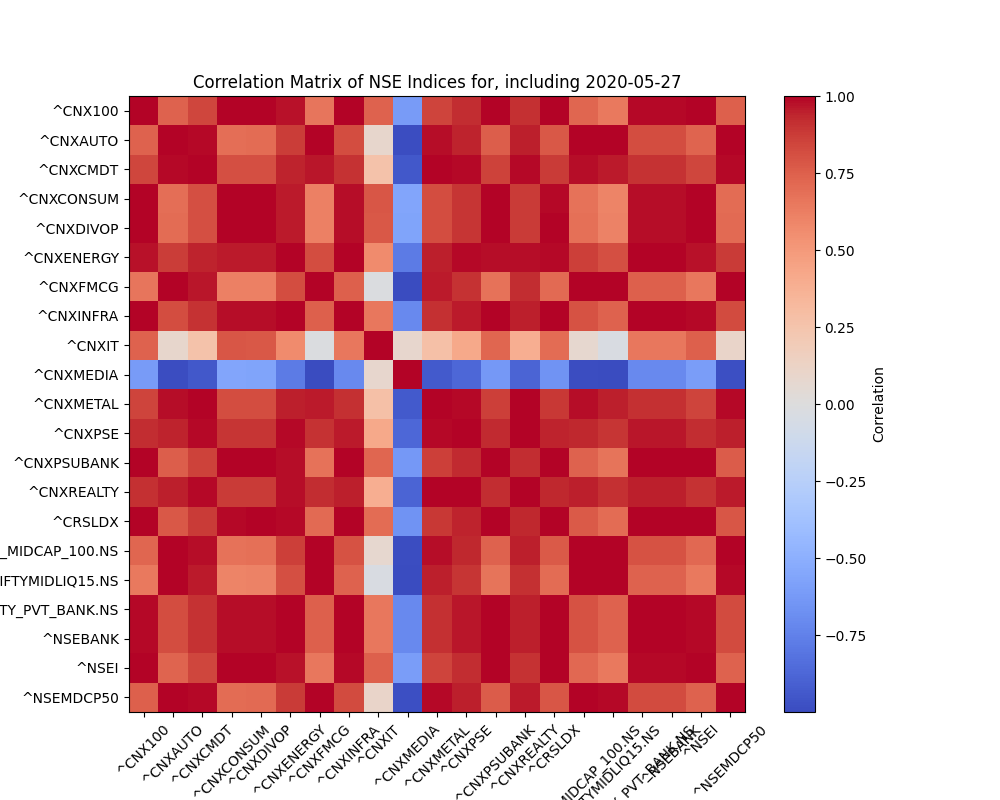 Correlation Matrix of NSE Indices for, including 2020-05-27
^CNX100
^CNXAUTO
^CNXCMDT
^CNXCONSUM
^CNXDIVOP
^CNXENERGY
^CNXFMCG
^CNXINFRA
^CNXIT
^CNXMEDIA
^CNXMETAL
^CNXPSE
^CNXPSUBANK
^CNXREALTY
^CRSLDX
_MIDCAP_100.NS
IFTYMIDLIQ15.NS
TY_PVT_BANK.NS
^NSEBANK
^NSEI
^NSEMDCP50
^CNX100
^CNXAUTO
^CNXCMDT
^CNXCONSUM
^CNXDIVOP
^CNXENERGY
^CNXFMCG
^CNXINFRA
^CNXIT
^CNXMEDIA
^CNXMETAL
^CNXPSE
^CNXPSUBANK
^CNXREALTY
^CRSLDX
MIDCAP_100.NS
TYMIDLIQ15.NS
_PVT_BANK.NS
^NSEBANK
^NSEI
^NSEMDCP50
1.00
0.75
0.50
0.25
0.00
−0.25
−0.50
−0.75
Correlation